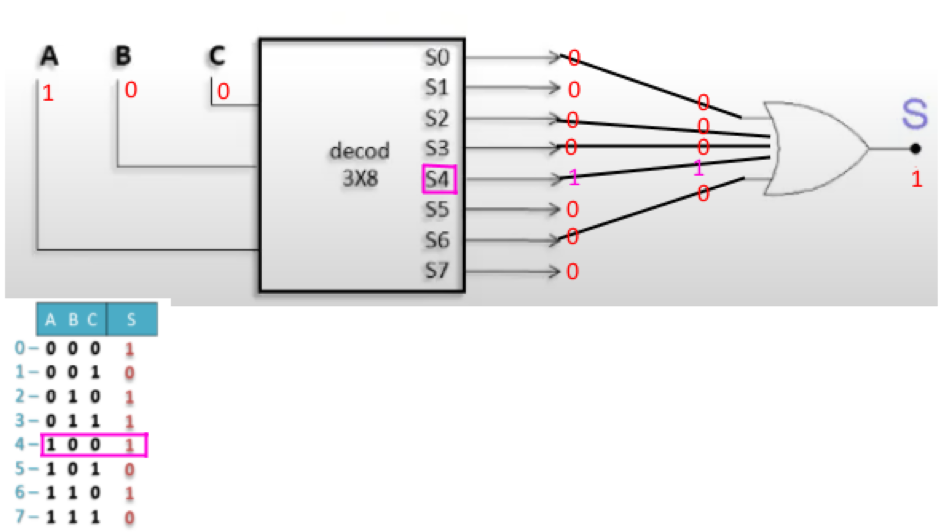 A B C S0 0
1 0 0 S1 0 0 S
S2 0 0
decod S3 0 0
3X8 S4 1 1 1
S5 0 0
S6 0
S7 0
A B C S
0- 0 0 0 1
1- 0 0 1 0
2- 0 1 0 1
3- 0 1 1 1
4- 1 0 0 1
5- 1 0 1 0
6- 1 1 0 1
7- 1 1 1 0